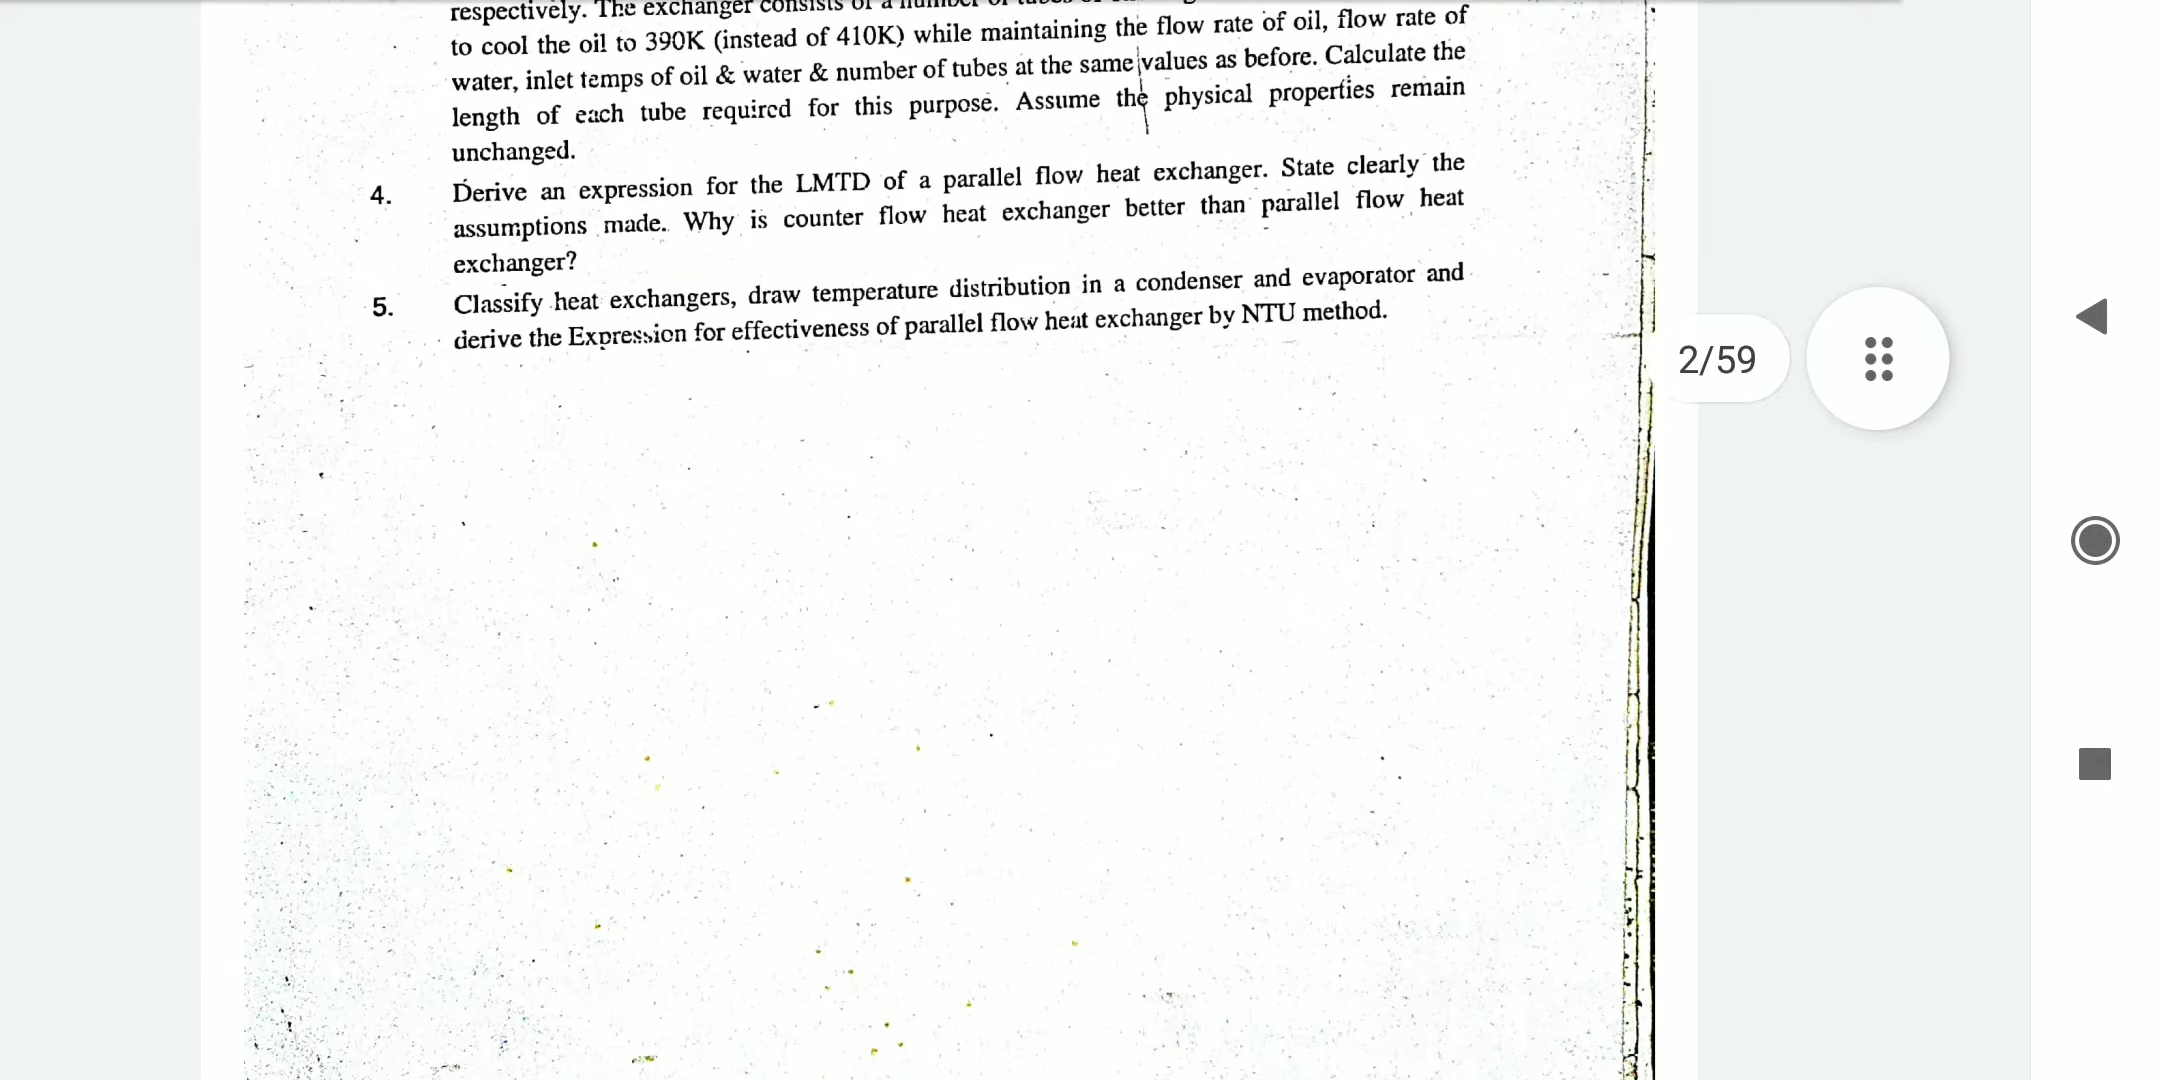 respectively. The exchanger consists of a number of tubes of
to cool the oil to 390K (instead of 410K) while maintaining the flow rate of oil, flow rate of
water, inlet temps of oil & water & number of tubes at the same values as before. Calculate the
length of each tube required for this purpose. Assume the physical properties remain
unchanged.
4. Derive an expression for the LMTD of a parallel flow heat exchanger. State clearly the
assumptions made. Why is counter flow heat exchanger better than parallel flow heat
exchanger?
5. Classify heat exchangers, draw temperature distribution in a condenser and evaporator and
derive the Expression for effectiveness of parallel flow heat exchanger by NTU method.
2/59